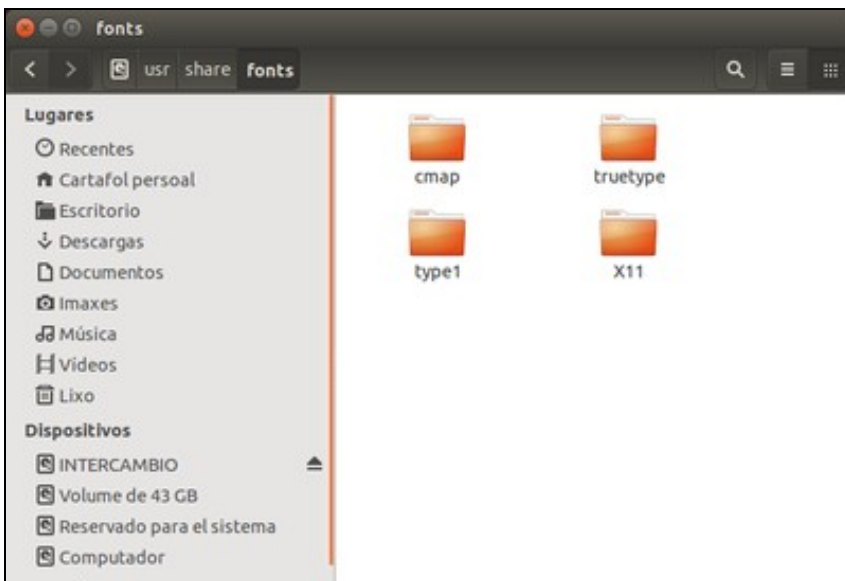 fonts
usr share fonts
Lugares
Recentes
Cartafol persoal
Escritorio
Descargas
Documentos
Imaxes
Música
Vídeos
Lixo
Dispositivos
INTERCAMBIO
Volume de 43 GB
Reservado para el sistema
Computador
cmap truetype
type1 X11